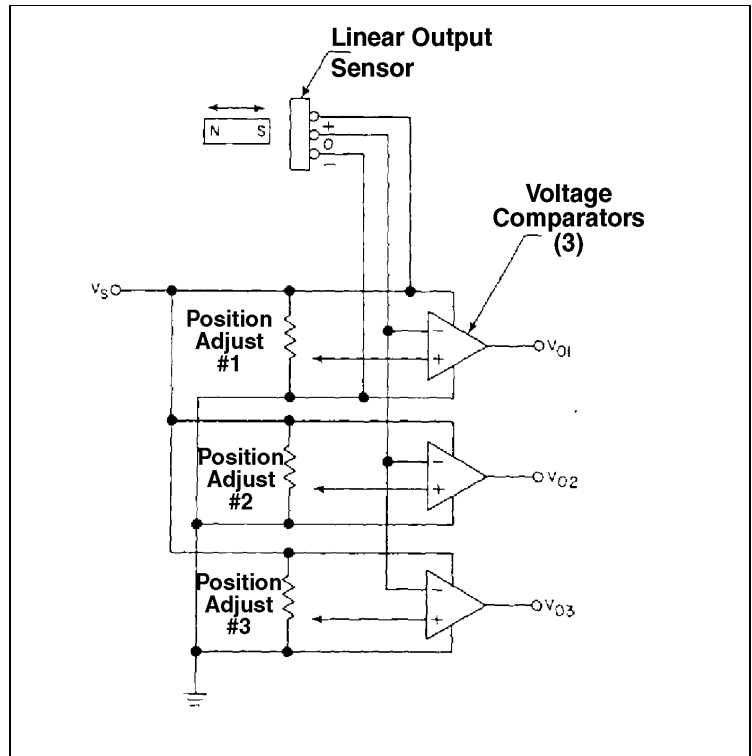 Linear Output
Sensor
N S
+
O
−
Voltage
Comparators
(3)
VS
Position
Adjust
#1
−
+
VO1
Position
Adjust
#2
−
+
VO2
Position
Adjust
#3
−
+
VO3